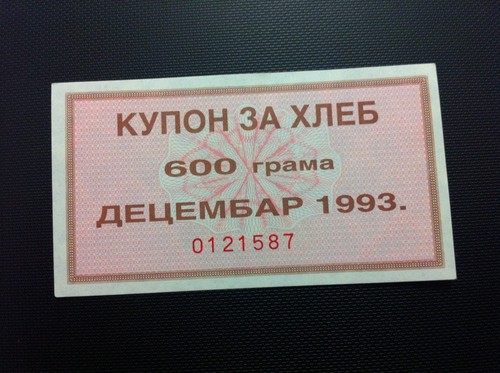 КУПОН ЗА ХЛЕБ
600 грама
ДЕЦЕМБАР 1993.
0121587